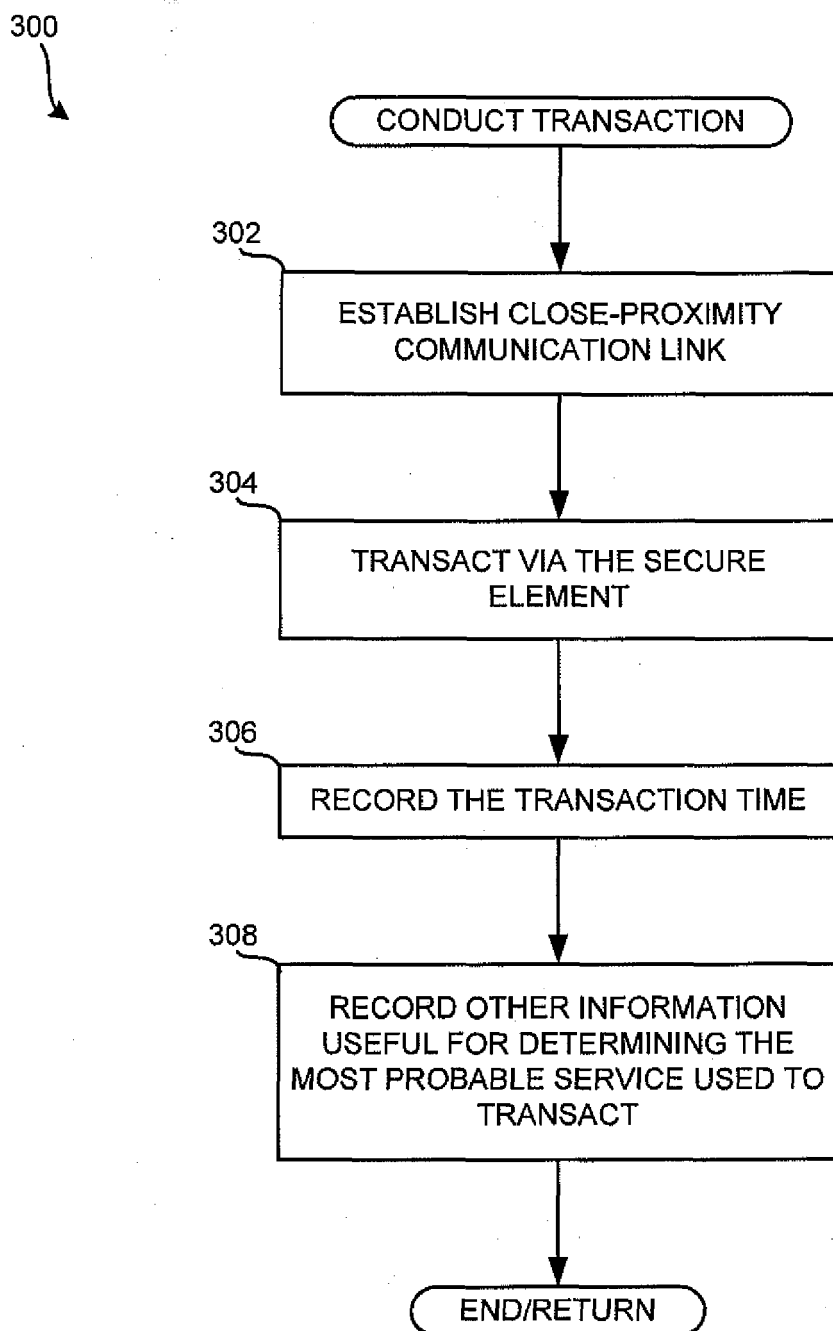 300
CONDUCT TRANSACTION
302
ESTABLISH CLOSE-PROXIMITY
COMMUNICATION LINK
304
TRANSACT VIA THE SECURE
ELEMENT
306
RECORD THE TRANSACTION TIME
308
RECORD OTHER INFORMATION
USEFUL FOR DETERMINING THE
MOST PROBABLE SERVICE USED TO
TRANSACT
END/RETURN